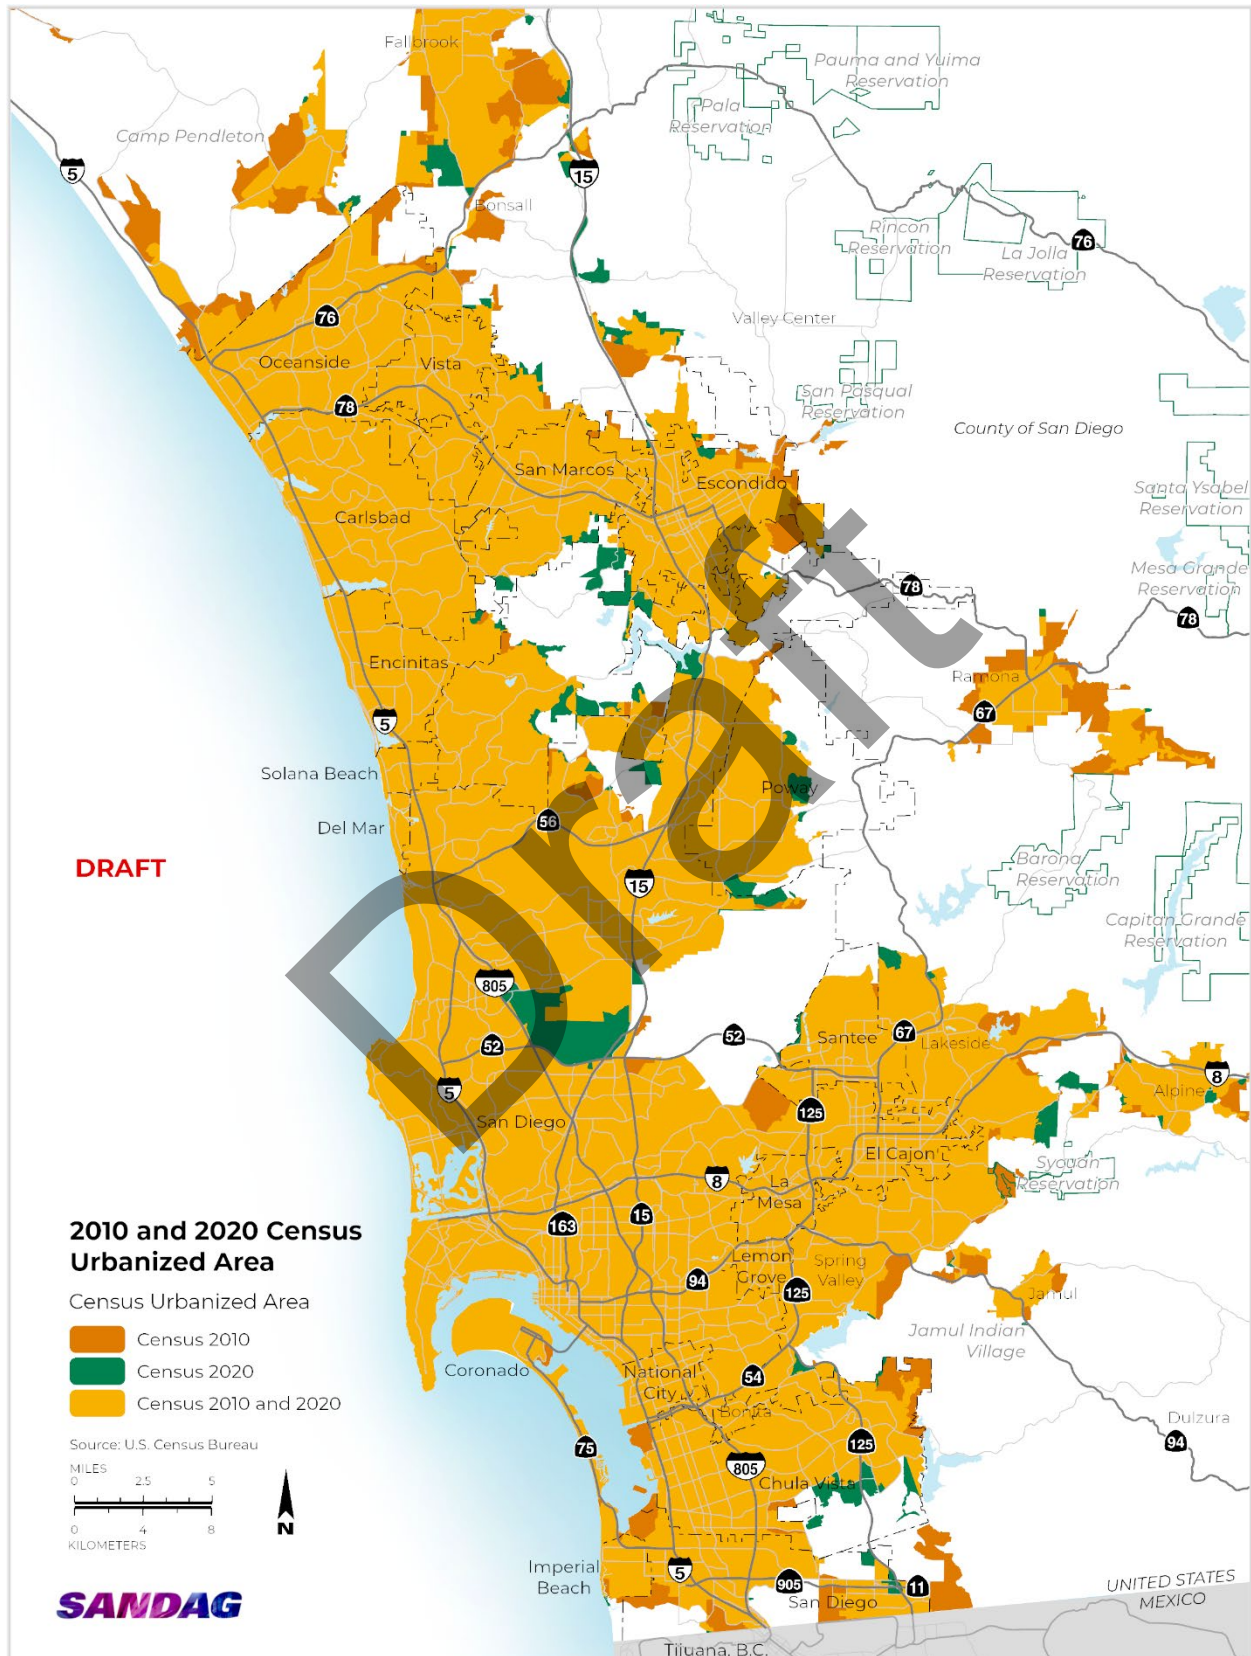 Fallbrook
Pauma and Yuima
Reservation
Pala
Reservation
Camp Pendleton
5
15
Bonsall
Rincon
Reservation
La Jolla
Reservation
76
76
Valley Center
Oceanside
Vista
78
San Pasqual
Reservation
County of San Diego
San Marcos
Escondido
Santa Ysabel
Reservation
Carlsbad
Mesa Grande
Reservation
78
78
Encinitas
Ramona
67
5
Solana Beach
Poway
Del Mar
56
DRAFT
Draft
15
Barona
Reservation
Capitan Grande
Reservation
805
52
52
Santee
67
Lakeside
5
8
Alpine
San Diego
125
El Cajon
Sycuan
Reservation
8
La
Mesa
163
15
2010 and 2020 Census
Urbanized Area
Census Urbanized Area
Census 2010
Census 2020
Census 2010 and 2020
Source: U.S. Census Bureau
MILES
0 2.5 5
0 4 8
KILOMETERS
N
SANDAG
Lemon
Grove
Spring
Valley
94
125
Jamul
Jamul Indian
Village
Coronado
National
City
54
Bonita
75
805
125
Chula Vista
Dulzura
94
Imperial
Beach
5
905
11
San Diego
UNITED STATES
MEXICO
Tijuana, B.C.